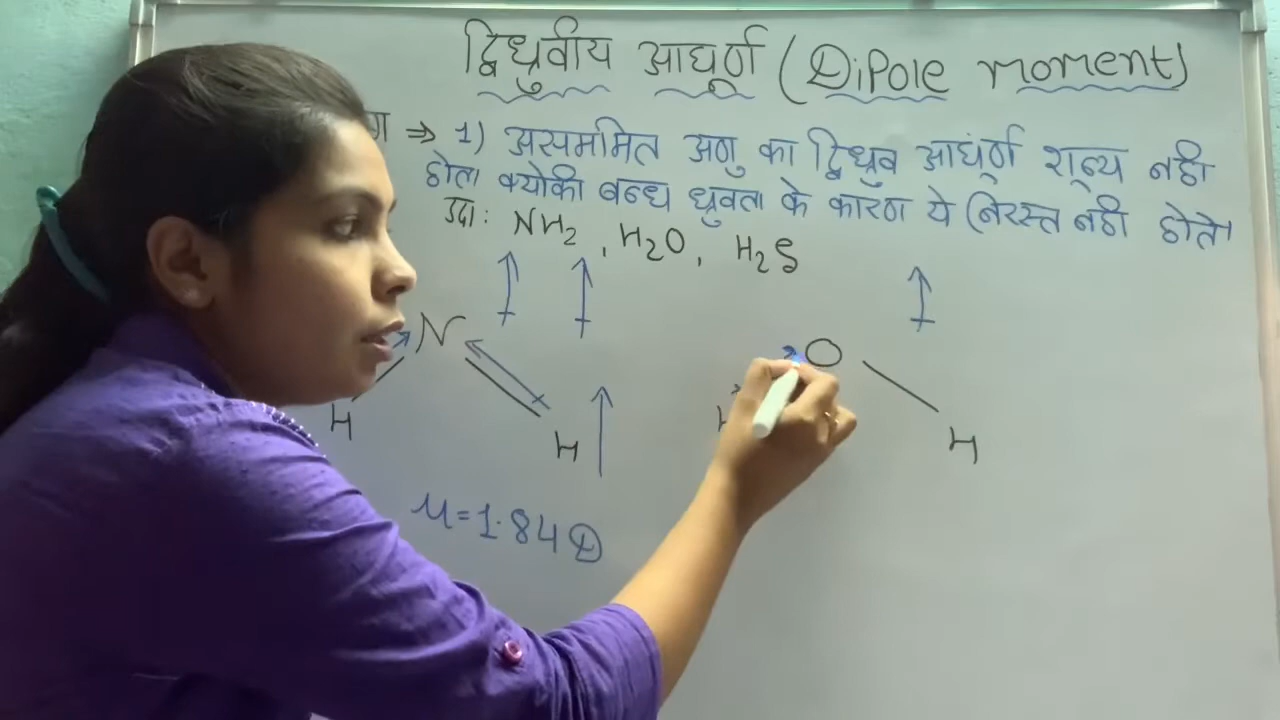 द्विध्रुवीय आघूर्ण (DiPole moment)
⇒ 1) असममित अणु का द्विध्रुव आघूंर्ण शून्य नही
होता क्योकी बन्ध ध्रुवता के कारण ये निरस्त नही होते।
उदा: NH2, H2O, H2S
N O
H H H H
μ=1.84D